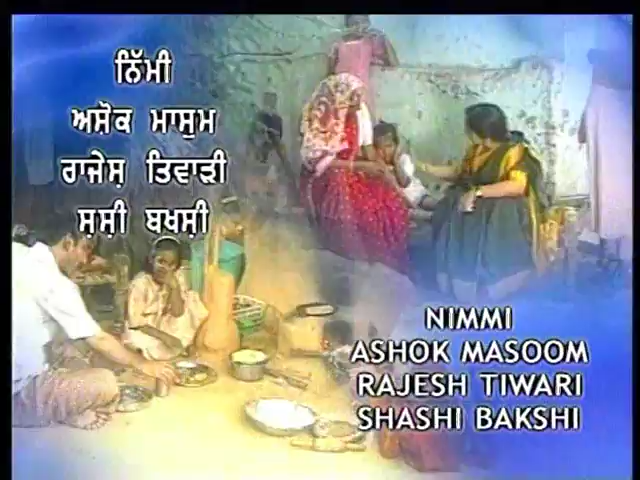 ਨਿੱਮੀ
ਅਸ਼ੋਕ ਮਾਸੁਮ
ਰਾਜੇਸ਼ ਤਿਵਾੜੀ
ਸ਼ਸ਼ੀ ਬਖਸ਼ੀ
NIMMI
ASHOK MASOOM
RAJESH TIWARI
SHASHI BAKSHI